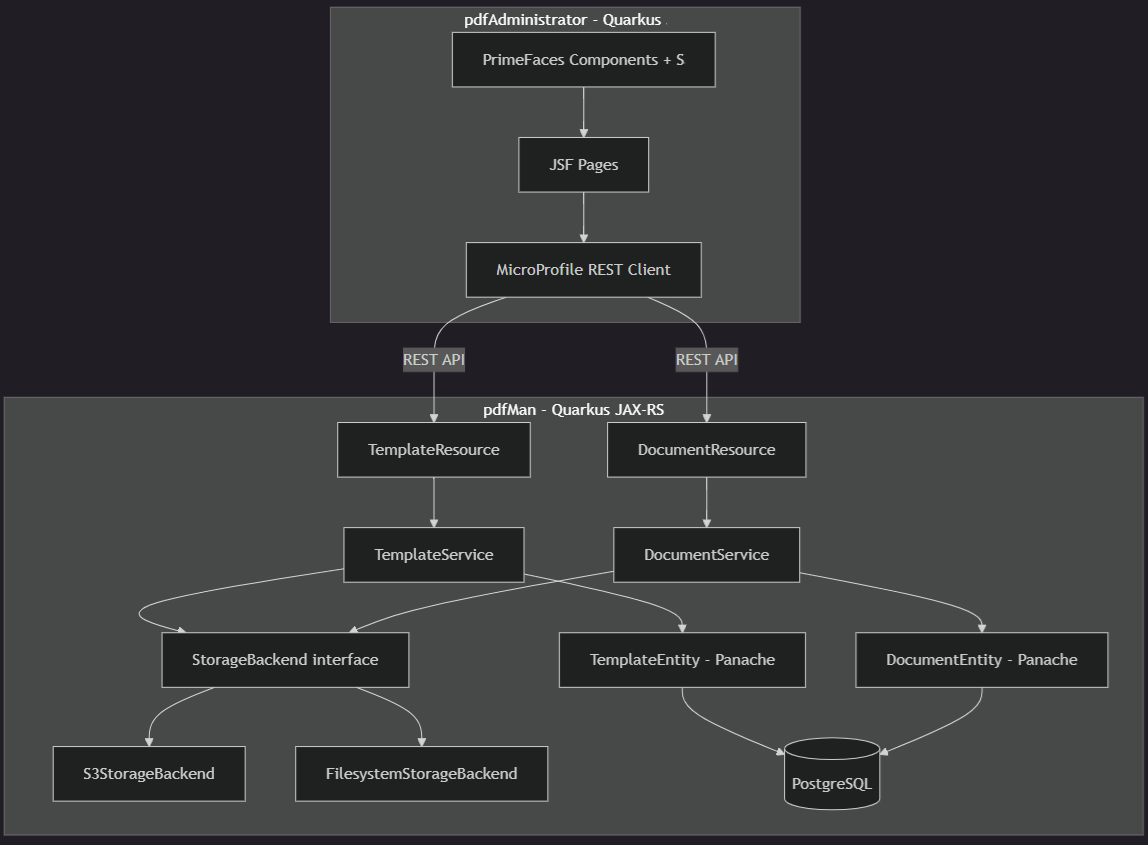 pdfAdministrator - Quarkus
PrimeFaces Components + S
JSF Pages
MicroProfile REST Client
REST API
REST API
pdfMan - Quarkus JAX-RS
TemplateResource
DocumentResource
TemplateService
DocumentService
StorageBackend interface
TemplateEntity - Panache
DocumentEntity - Panache
S3StorageBackend
FilesystemStorageBackend
PostgreSQL